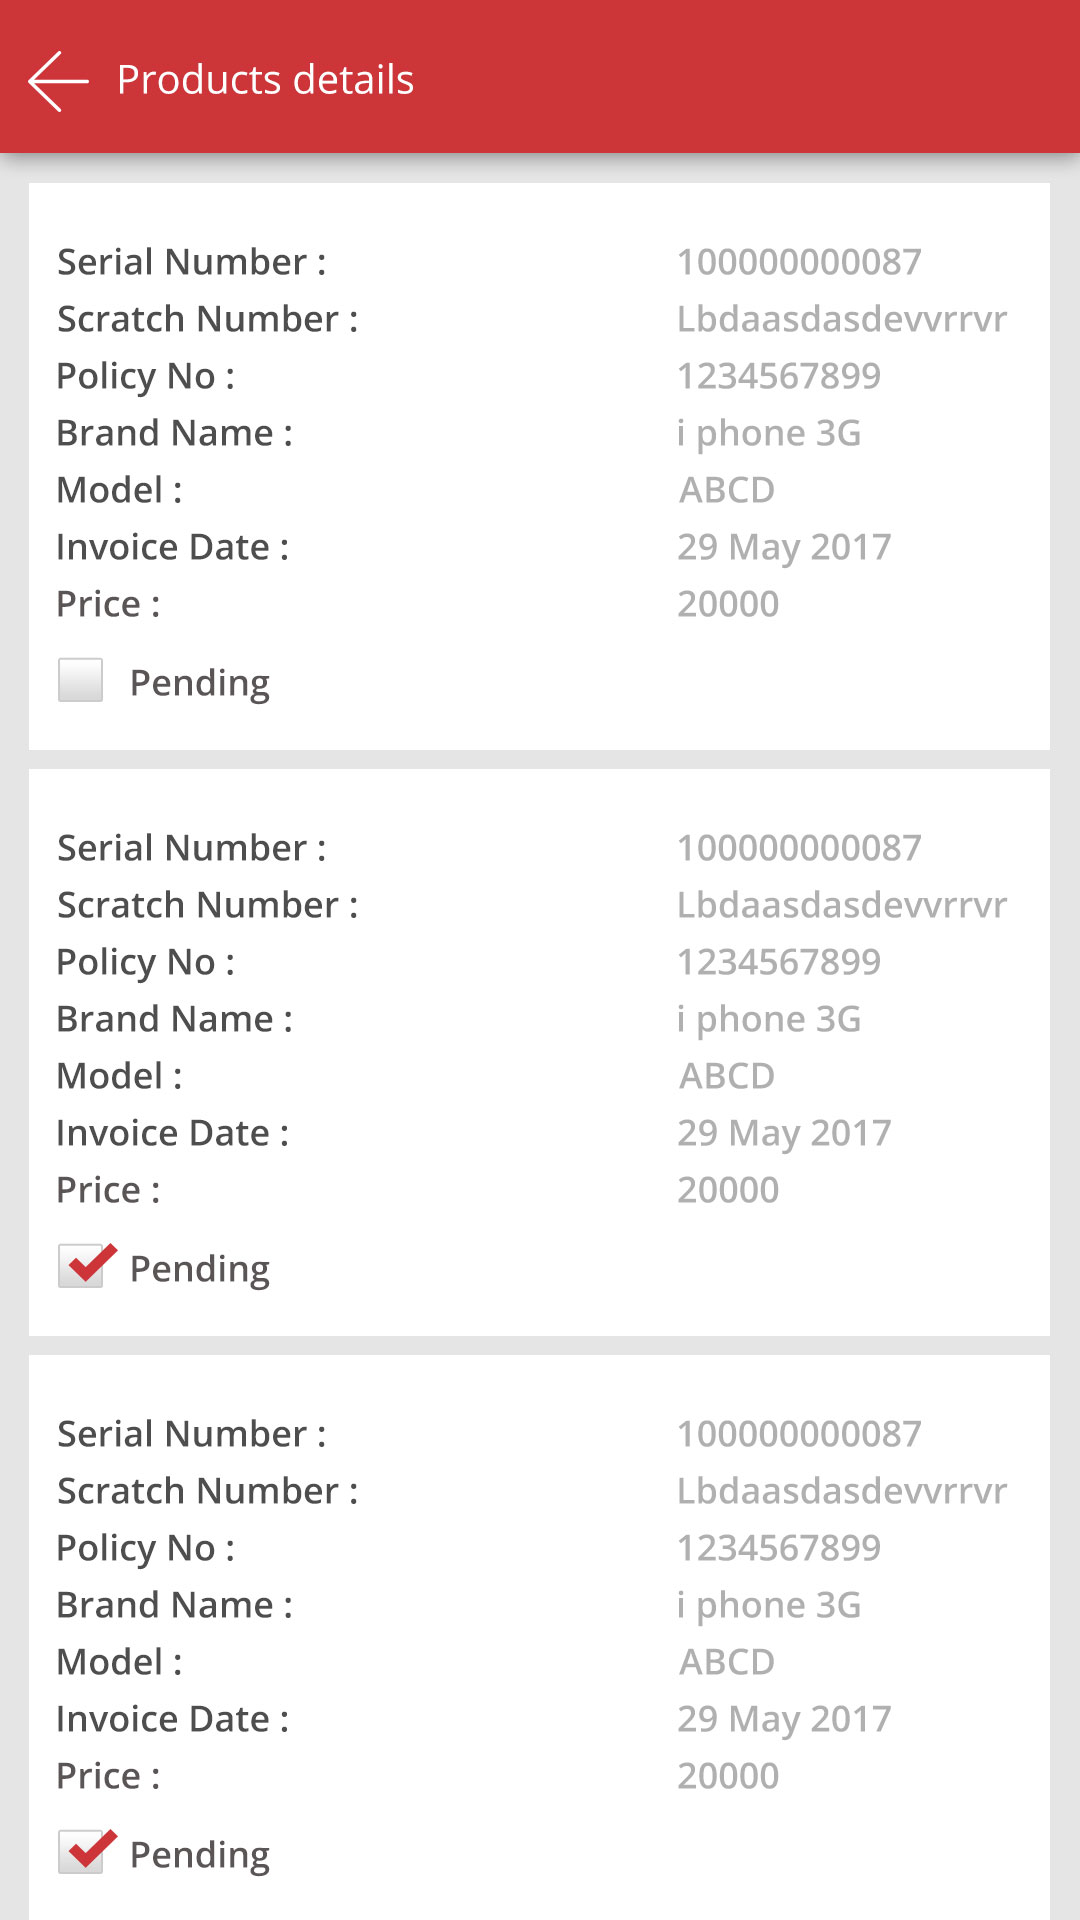 Products details
Serial Number : 100000000087
Scratch Number : Lbdaasdasdevvrrvr
Policy No : 1234567899
Brand Name : i phone 3G
Model : ABCD
Invoice Date : 29 May 2017
Price : 20000
Pending
Serial Number : 100000000087
Scratch Number : Lbdaasdasdevvrrvr
Policy No : 1234567899
Brand Name : i phone 3G
Model : ABCD
Invoice Date : 29 May 2017
Price : 20000
Pending
Serial Number : 100000000087
Scratch Number : Lbdaasdasdevvrrvr
Policy No : 1234567899
Brand Name : i phone 3G
Model : ABCD
Invoice Date : 29 May 2017
Price : 20000
Pending